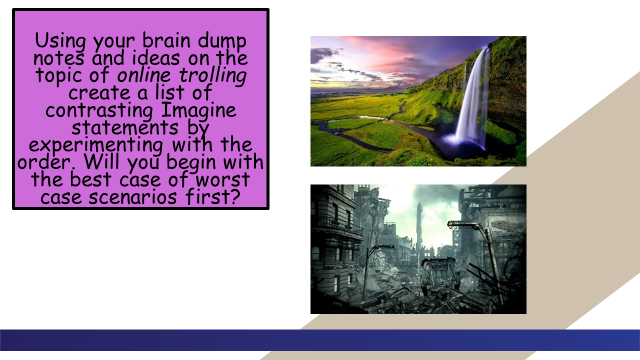 Using your brain dump
notes and ideas on the
topic of online trolling
create a list of
contrasting Imagine
statements by
experimenting with the
order. Will you begin with
the best case of worst
case scenarios first?